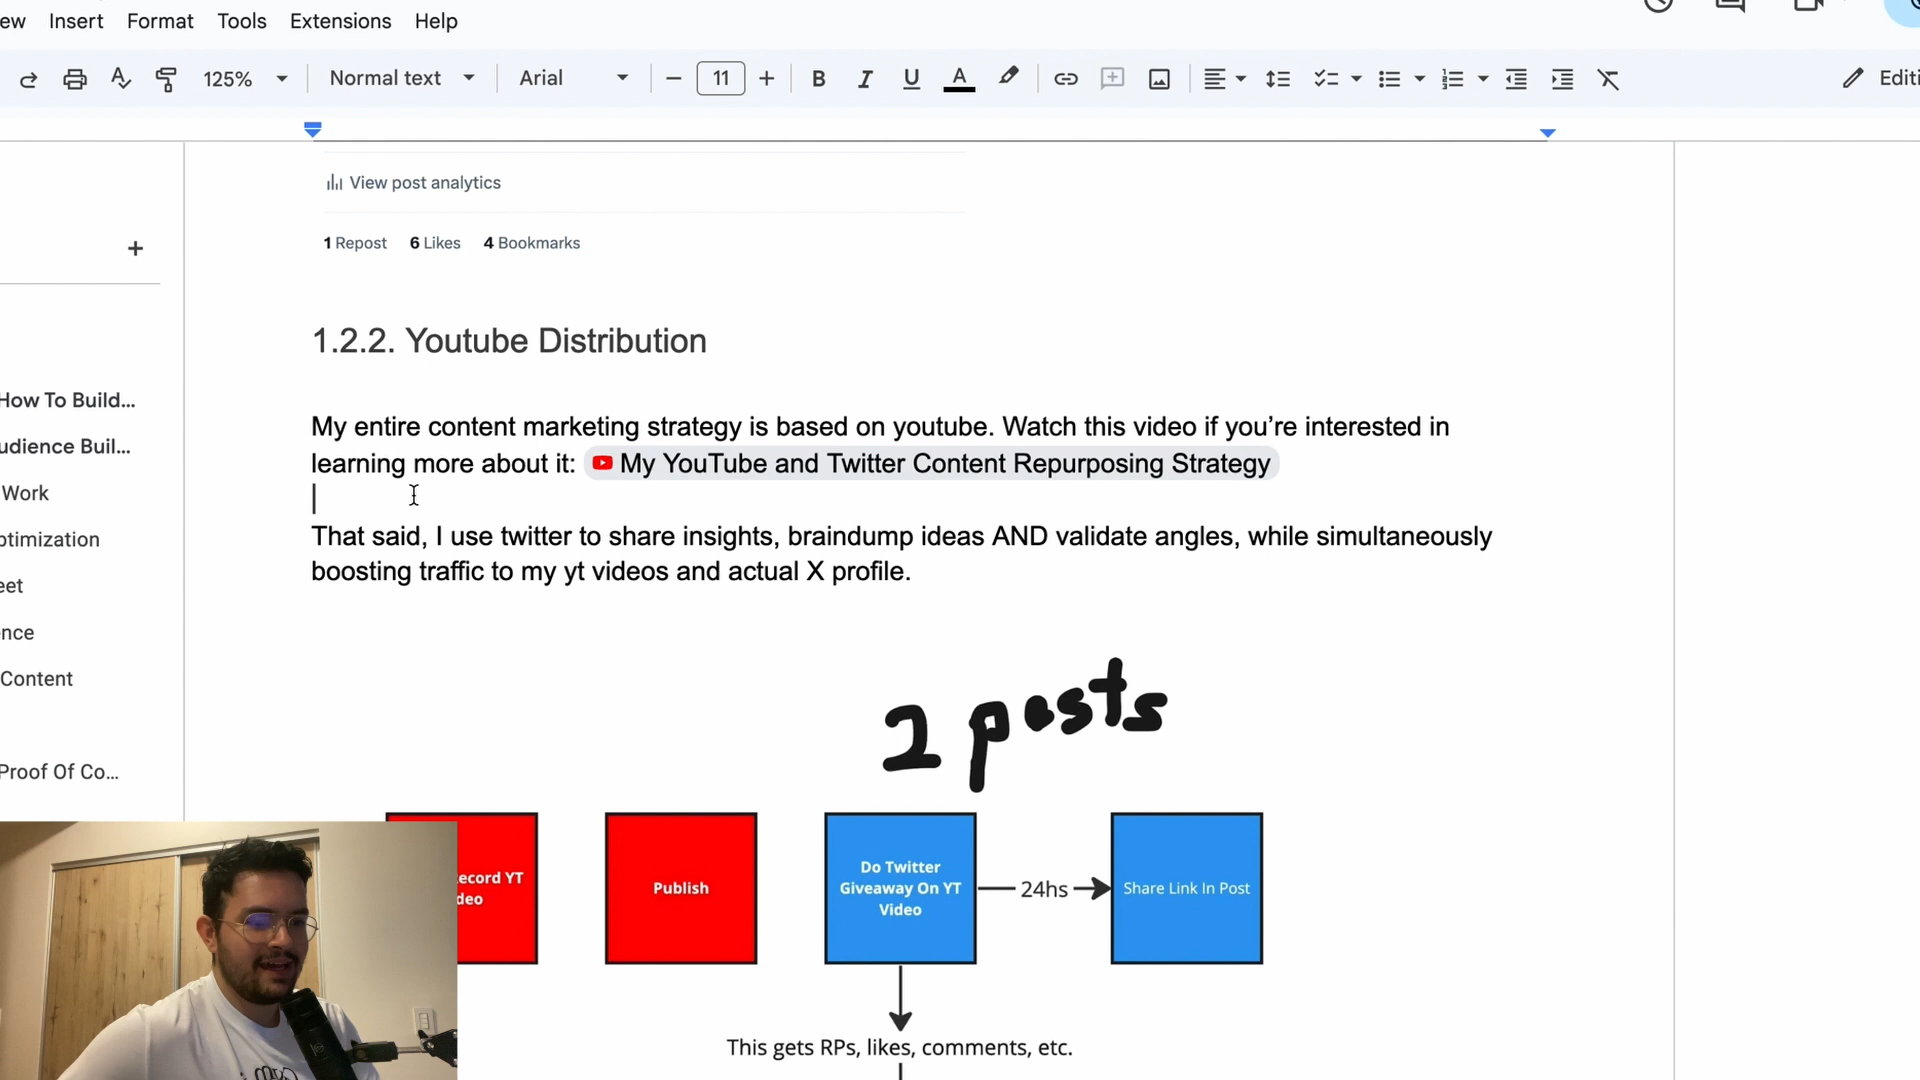 ew Insert Format Tools Extensions Help
125% Normal text Arial 11 B I U A Editi
View post analytics
1 Repost 6 Likes 4 Bookmarks
1.2.2. Youtube Distribution
My entire content marketing strategy is based on youtube. Watch this video if you're interested in
learning more about it: My YouTube and Twitter Content Repurposing Strategy
That said, I use twitter to share insights, braindump ideas AND validate angles, while simultaneously
boosting traffic to my yt videos and actual X profile.
How To Build...
udience Buil...
Work
ptimization
eet
ence
Content
Proof Of Co...
2 posts
ecord YT
deo
Publish
Do Twitter
Giveaway On YT
Video
24hs
Share Link In Post
This gets RPs, likes, comments, etc.